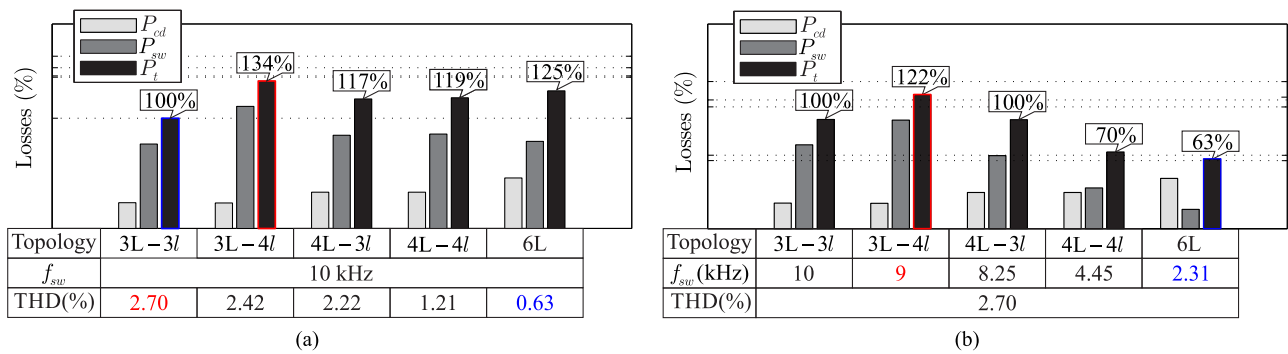 Losses (%)
P_cd
P_sw
P_t
100%
134%
117%
119%
125%
Topology 3L−3l 3L−4l 4L−3l 4L−4l 6L
f_sw 10 kHz
THD(%) 2.70 2.42 2.22 1.21 0.63
(a)
Losses (%)
P_cd
P_sw
P_t
100%
122%
100%
70%
63%
Topology 3L−3l 3L−4l 4L−3l 4L−4l 6L
f_sw(kHz) 10 9 8.25 4.45 2.31
THD(%) 2.70
(b)